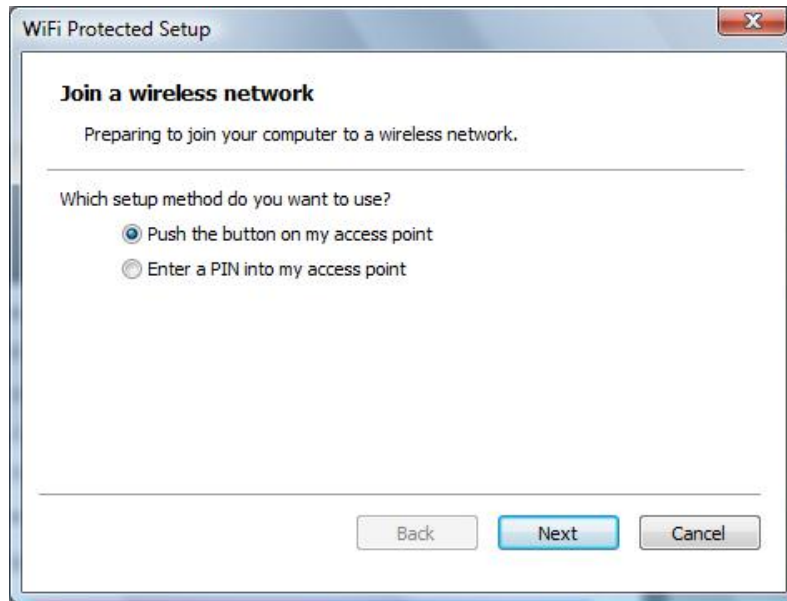 WiFi Protected Setup
Join a wireless network
Preparing to join your computer to a wireless network.
Which setup method do you want to use?
Push the button on my access point
Enter a PIN into my access point
Back Next Cancel